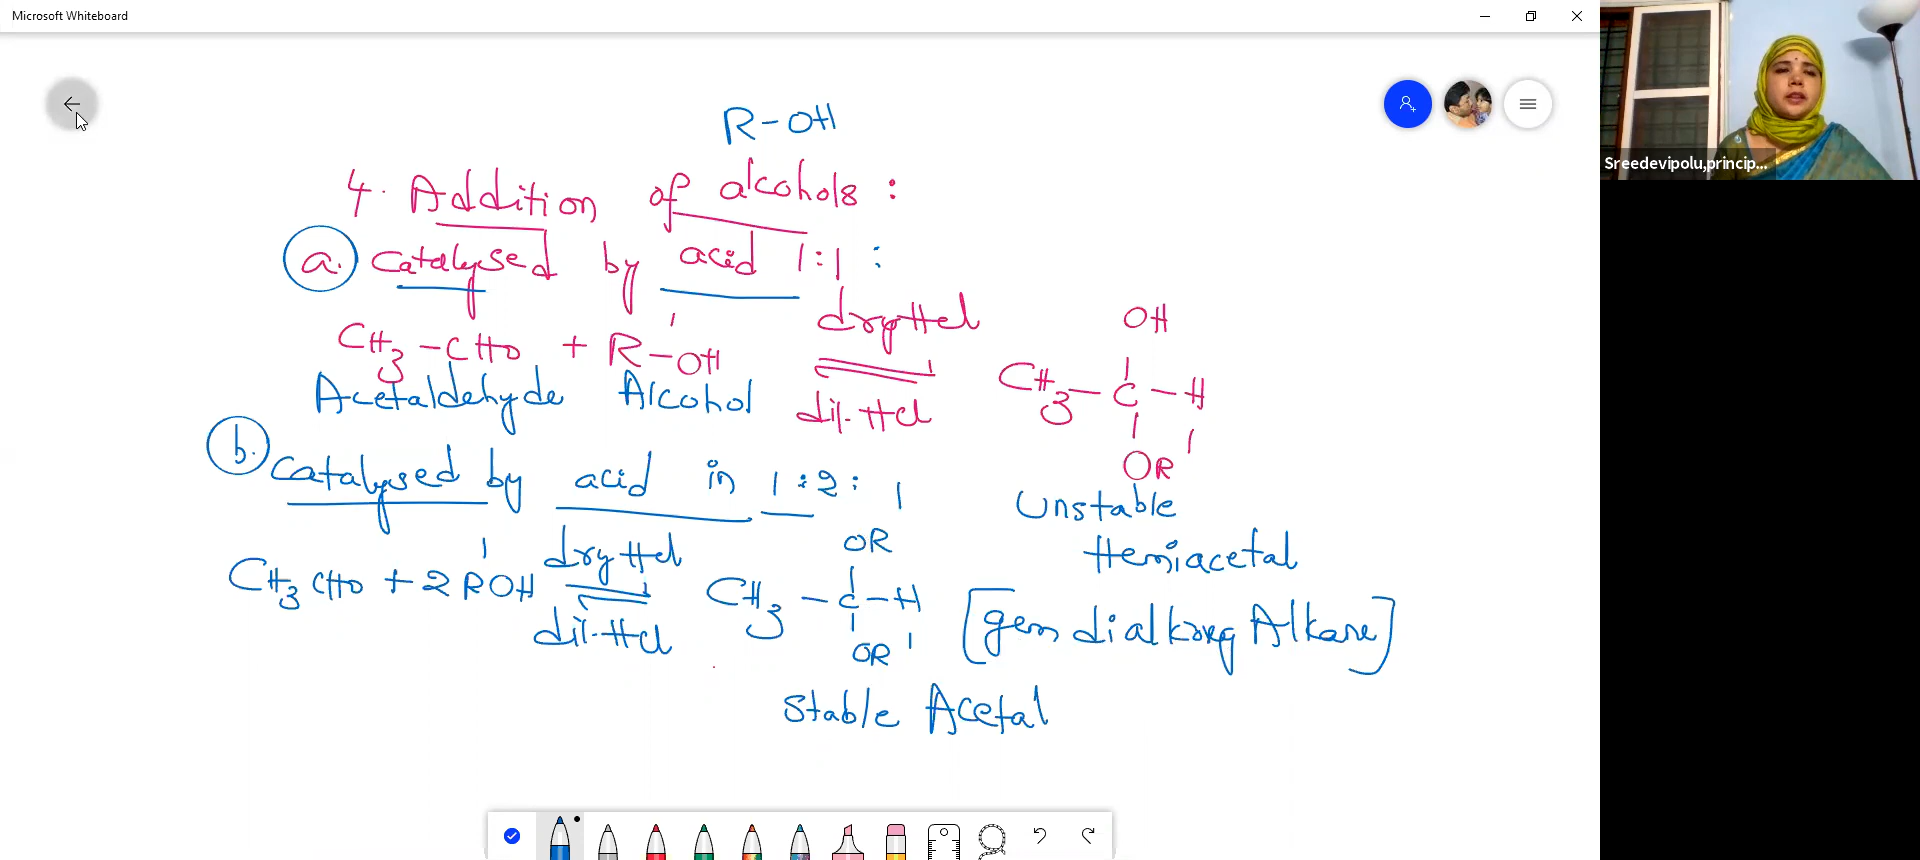 Microsoft Whiteboard
R-OH
4. Addition of alcohols :
a. Catalysed by acid 1:1 :
CH3-CHO + R'-OH
dry HCl
dil. HCl
OH
CH3-C-H
OR'
Acetaldehyde Alcohol
Unstable
Hemiacetal
b. Catalysed by acid in 1:2:
CH3CHO + 2R'OH
dry HCl
dil. HCl
OR'
CH3-C-H
OR'
[gem dialkoxy Alkane]
Stable Acetal
Sreedevipolu,princip...